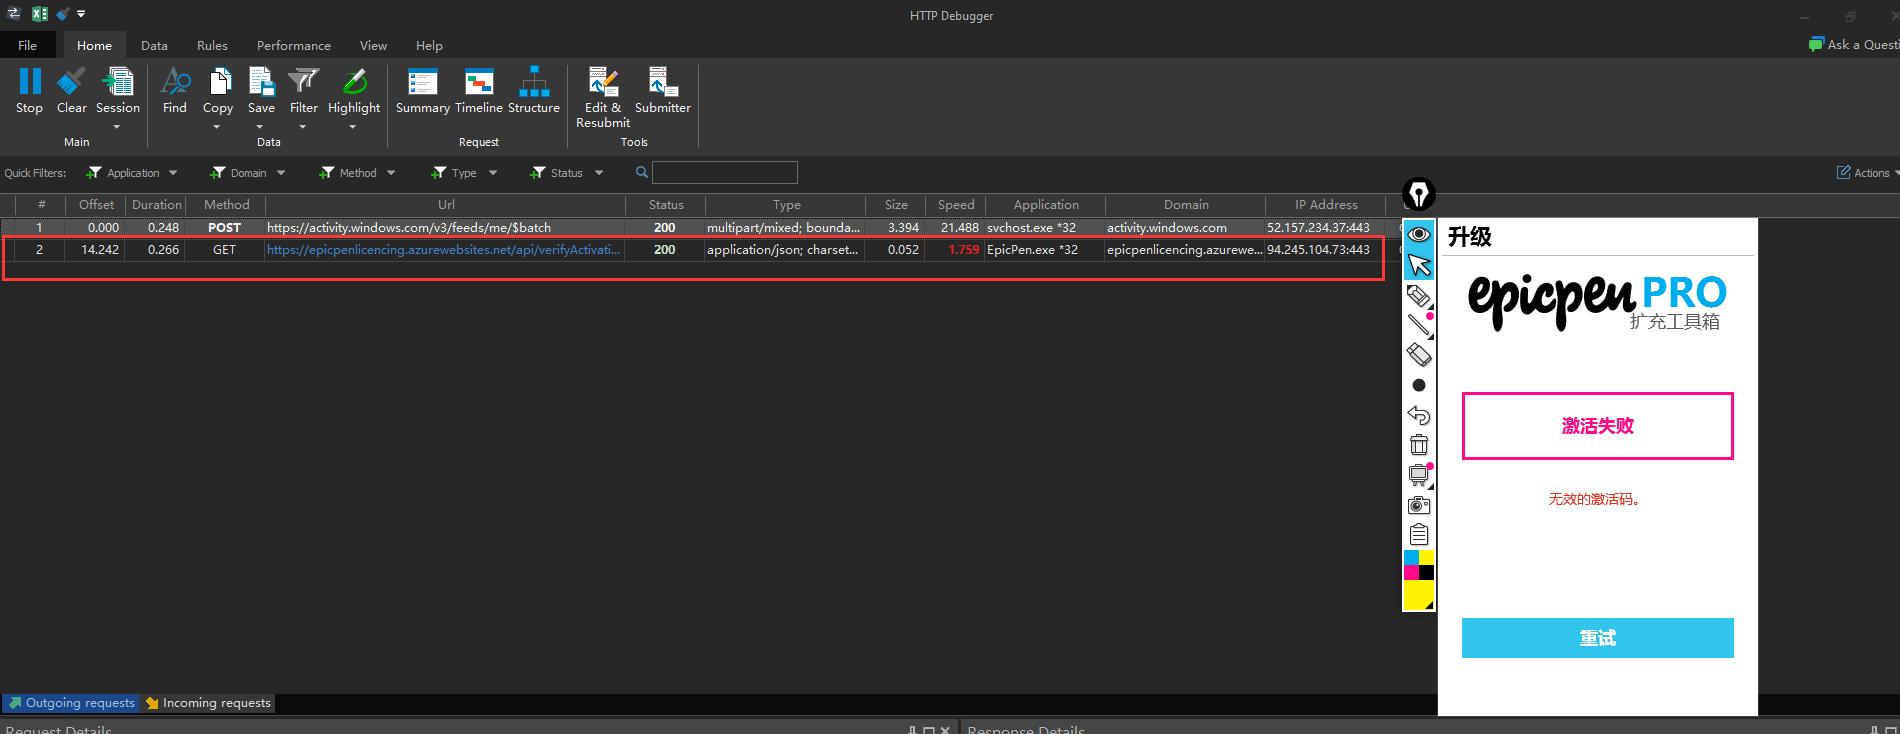 HTTP Debugger
File Home Data Rules Performance View Help
Stop Clear Session Find Copy Save Filter Highlight Summary Timeline Structure Edit & Resubmit Submitter
Main Data Request Tools
Quick Filters: Application Domain Method Type Status Actions
# Offset Duration Method Url Status Type Size Speed Application Domain IP Address
1 0.000 0.248 POST https://activity.windows.com/v3/feeds/me/$batch 200 multipart/mixed; bounda... 3.394 21.488 svchost.exe *32 activity.windows.com 52.157.234.37:443
2 14.242 0.266 GET https://epicpenlicencing.azurewebsites.net/api/verifyActivati... 200 application/json; charset... 0.052 1.759 EpicPen.exe *32 epicpenlicencing.azurewe... 94.245.104.73:443
升级
epicpen PRO
扩充工具箱
激活失败
无效的激活码。
重试
Outgoing requests Incoming requests
Request Details Response Details